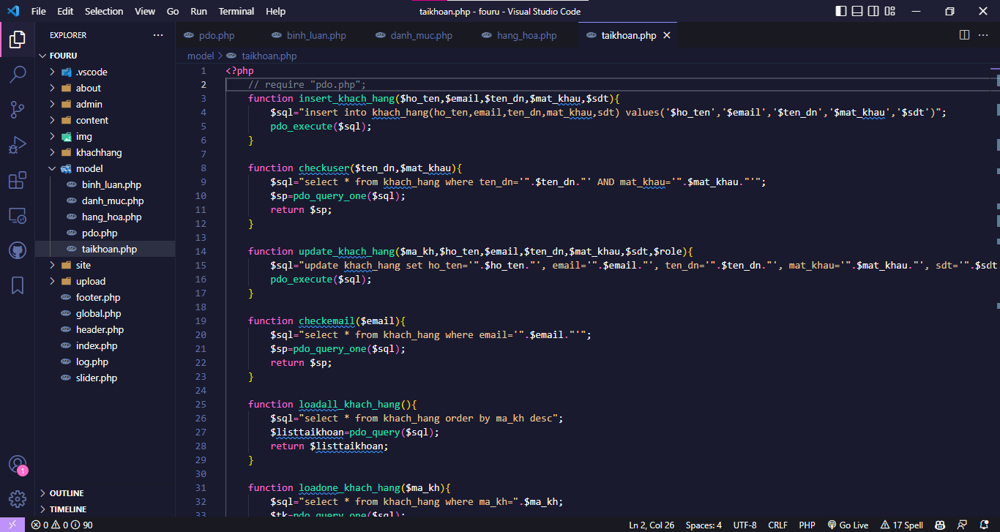 File Edit Selection View Go Run Terminal Help
taikhoan.php - fouru - Visual Studio Code
EXPLORER
FOURU
.vscode
about
admin
content
img
khachhang
model
binh_luan.php
danh_muc.php
hang_hoa.php
pdo.php
taikhoan.php
site
upload
footer.php
global.php
header.php
index.php
log.php
slider.php
OUTLINE
TIMELINE
1
pdo.php binh_luan.php danh_muc.php hang_hoa.php taikhoan.php
model > taikhoan.php
1 <?php
2 // require "pdo.php";
3 function insert_khach_hang($ho_ten,$email,$ten_dn,$mat_khau,$sdt){
4 $sql="insert into khach_hang(ho_ten,email,ten_dn,mat_khau,sdt) values('$ho_ten','$email','$ten_dn','$mat_khau','$sdt')";
5 pdo_execute($sql);
6 }
7
8 function checkuser($ten_dn,$mat_khau){
9 $sql="select * from khach_hang where ten_dn='".$ten_dn."' AND mat_khau='".$mat_khau."'";
10 $sp=pdo_query_one($sql);
11 return $sp;
12 }
13
14 function update_khach_hang($ma_kh,$ho_ten,$email,$ten_dn,$mat_khau,$sdt,$role){
15 $sql="update khach_hang set ho_ten='".$ho_ten."', email='".$email."', ten_dn='".$ten_dn."', mat_khau='".$mat_khau."', sdt='".$sdt
16 pdo_execute($sql);
17 }
18
19 function checkemail($email){
20 $sql="select * from khach_hang where email='".$email."'";
21 $sp=pdo_query_one($sql);
22 return $sp;
23 }
24
25 function loadall_khach_hang(){
26 $sql="select * from khach_hang order by ma_kh desc";
27 $listtaikhoan=pdo_query($sql);
28 return $listtaikhoan;
29 }
30
31 function loadone_khach_hang($ma_kh){
32 $sql="select * from khach_hang where ma_kh=".$ma_kh;
33 $tk=pdo_query_one($sql);
0 0 90 Ln 2, Col 26 Spaces: 4 UTF-8 CRLF PHP Go Live 17 Spell